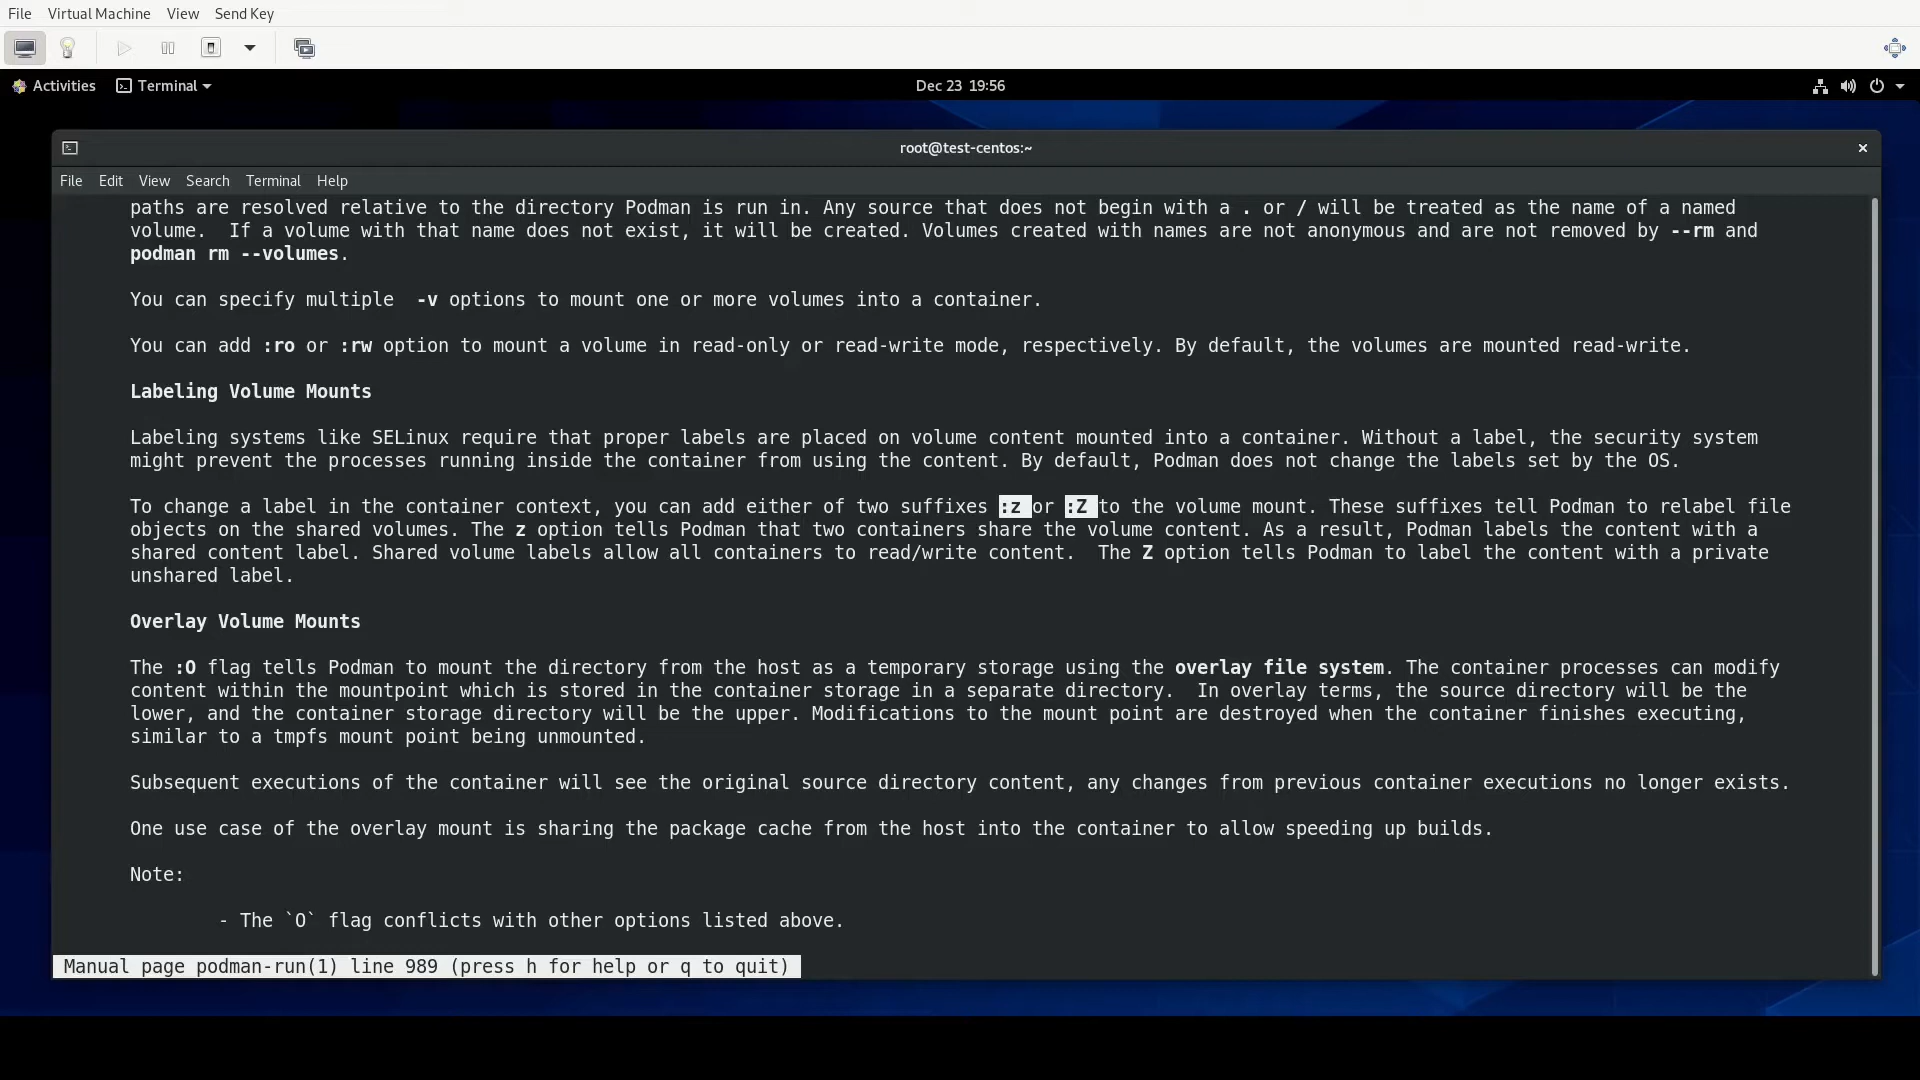 File Virtual Machine View Send Key
Activities Terminal Dec 23 19:56
root@test-centos:~
File Edit View Search Terminal Help
paths are resolved relative to the directory Podman is run in. Any source that does not begin with a . or / will be treated as the name of a named
volume.  If a volume with that name does not exist, it will be created. Volumes created with names are not anonymous and are not removed by --rm and
podman rm --volumes.
You can specify multiple  -v options to mount one or more volumes into a container.
You can add :ro or :rw option to mount a volume in read-only or read-write mode, respectively. By default, the volumes are mounted read-write.
Labeling Volume Mounts
Labeling systems like SELinux require that proper labels are placed on volume content mounted into a container. Without a label, the security system
might prevent the processes running inside the container from using the content. By default, Podman does not change the labels set by the OS.
To change a label in the container context, you can add either of two suffixes :z or :Z to the volume mount. These suffixes tell Podman to relabel file
objects on the shared volumes. The z option tells Podman that two containers share the volume content. As a result, Podman labels the content with a
shared content label. Shared volume labels allow all containers to read/write content.  The Z option tells Podman to label the content with a private
unshared label.
Overlay Volume Mounts
The :O flag tells Podman to mount the directory from the host as a temporary storage using the overlay file system. The container processes can modify
content within the mountpoint which is stored in the container storage in a separate directory.  In overlay terms, the source directory will be the
lower, and the container storage directory will be the upper. Modifications to the mount point are destroyed when the container finishes executing,
similar to a tmpfs mount point being unmounted.
Subsequent executions of the container will see the original source directory content, any changes from previous container executions no longer exists.
One use case of the overlay mount is sharing the package cache from the host into the container to allow speeding up builds.
Note:
- The `O` flag conflicts with other options listed above.
Manual page podman-run(1) line 989 (press h for help or q to quit)